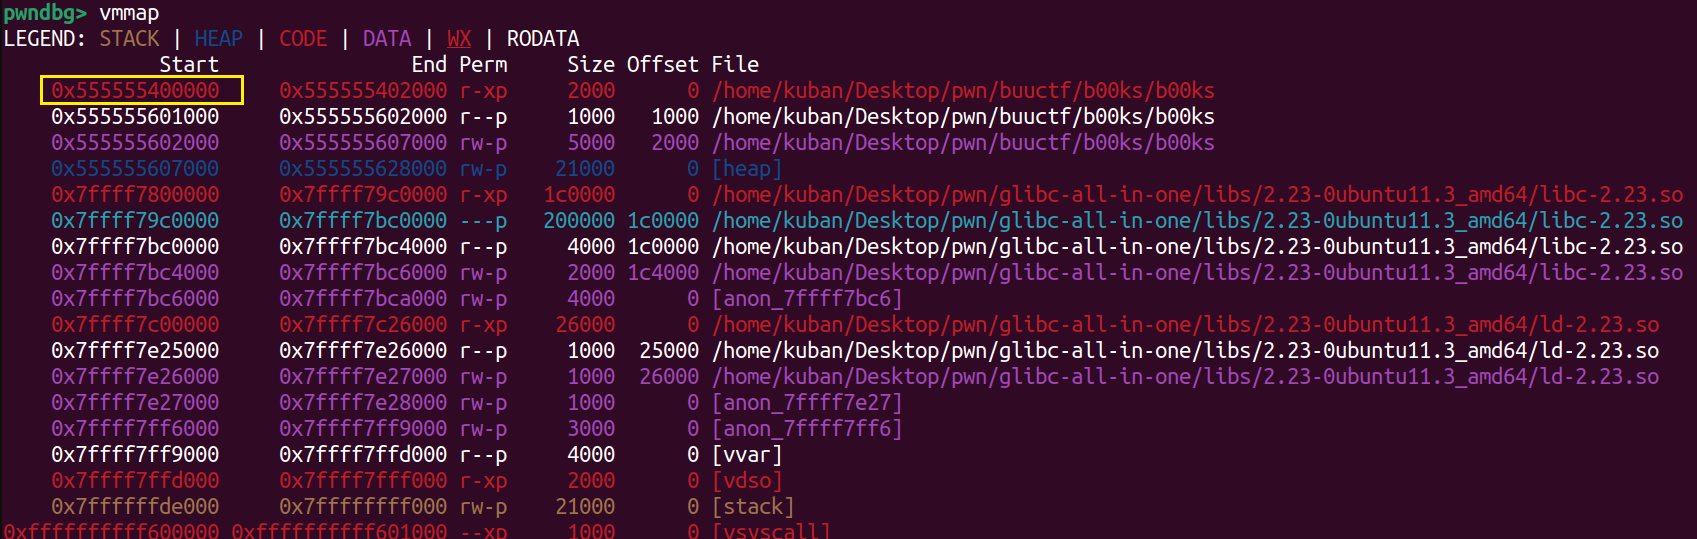 pwndbg> vmmap
LEGEND: STACK | HEAP | CODE | DATA | WX | RODATA
Start End Perm Size Offset File
0x555555400000 0x555555402000 r-xp 2000 0 /home/kuban/Desktop/pwn/buuctf/b00ks/b00ks
0x555555601000 0x555555602000 r--p 1000 1000 /home/kuban/Desktop/pwn/buuctf/b00ks/b00ks
0x555555602000 0x555555607000 rw-p 5000 2000 /home/kuban/Desktop/pwn/buuctf/b00ks/b00ks
0x555555607000 0x555555628000 rw-p 21000 0 [heap]
0x7ffff7800000 0x7ffff79c0000 r-xp 1c0000 0 /home/kuban/Desktop/pwn/glibc-all-in-one/libs/2.23-0ubuntu11.3_amd64/libc-2.23.so
0x7ffff79c0000 0x7ffff7bc0000 ---p 200000 1c0000 /home/kuban/Desktop/pwn/glibc-all-in-one/libs/2.23-0ubuntu11.3_amd64/libc-2.23.so
0x7ffff7bc0000 0x7ffff7bc4000 r--p 4000 1c0000 /home/kuban/Desktop/pwn/glibc-all-in-one/libs/2.23-0ubuntu11.3_amd64/libc-2.23.so
0x7ffff7bc4000 0x7ffff7bc6000 rw-p 2000 1c4000 /home/kuban/Desktop/pwn/glibc-all-in-one/libs/2.23-0ubuntu11.3_amd64/libc-2.23.so
0x7ffff7bc6000 0x7ffff7bca000 rw-p 4000 0 [anon_7ffff7bc6]
0x7ffff7c00000 0x7ffff7c26000 r-xp 26000 0 /home/kuban/Desktop/pwn/glibc-all-in-one/libs/2.23-0ubuntu11.3_amd64/ld-2.23.so
0x7ffff7e25000 0x7ffff7e26000 r--p 1000 25000 /home/kuban/Desktop/pwn/glibc-all-in-one/libs/2.23-0ubuntu11.3_amd64/ld-2.23.so
0x7ffff7e26000 0x7ffff7e27000 rw-p 1000 26000 /home/kuban/Desktop/pwn/glibc-all-in-one/libs/2.23-0ubuntu11.3_amd64/ld-2.23.so
0x7ffff7e27000 0x7ffff7e28000 rw-p 1000 0 [anon_7ffff7e27]
0x7ffff7ff6000 0x7ffff7ff9000 rw-p 3000 0 [anon_7ffff7ff6]
0x7ffff7ff9000 0x7ffff7ffd000 r--p 4000 0 [vvar]
0x7ffff7ffd000 0x7ffff7fff000 r-xp 2000 0 [vdso]
0x7ffffffde000 0x7ffffffff000 rw-p 21000 0 [stack]
0xffffffffff600000 0xffffffffff601000 --xp 1000 0 [vsyscall]